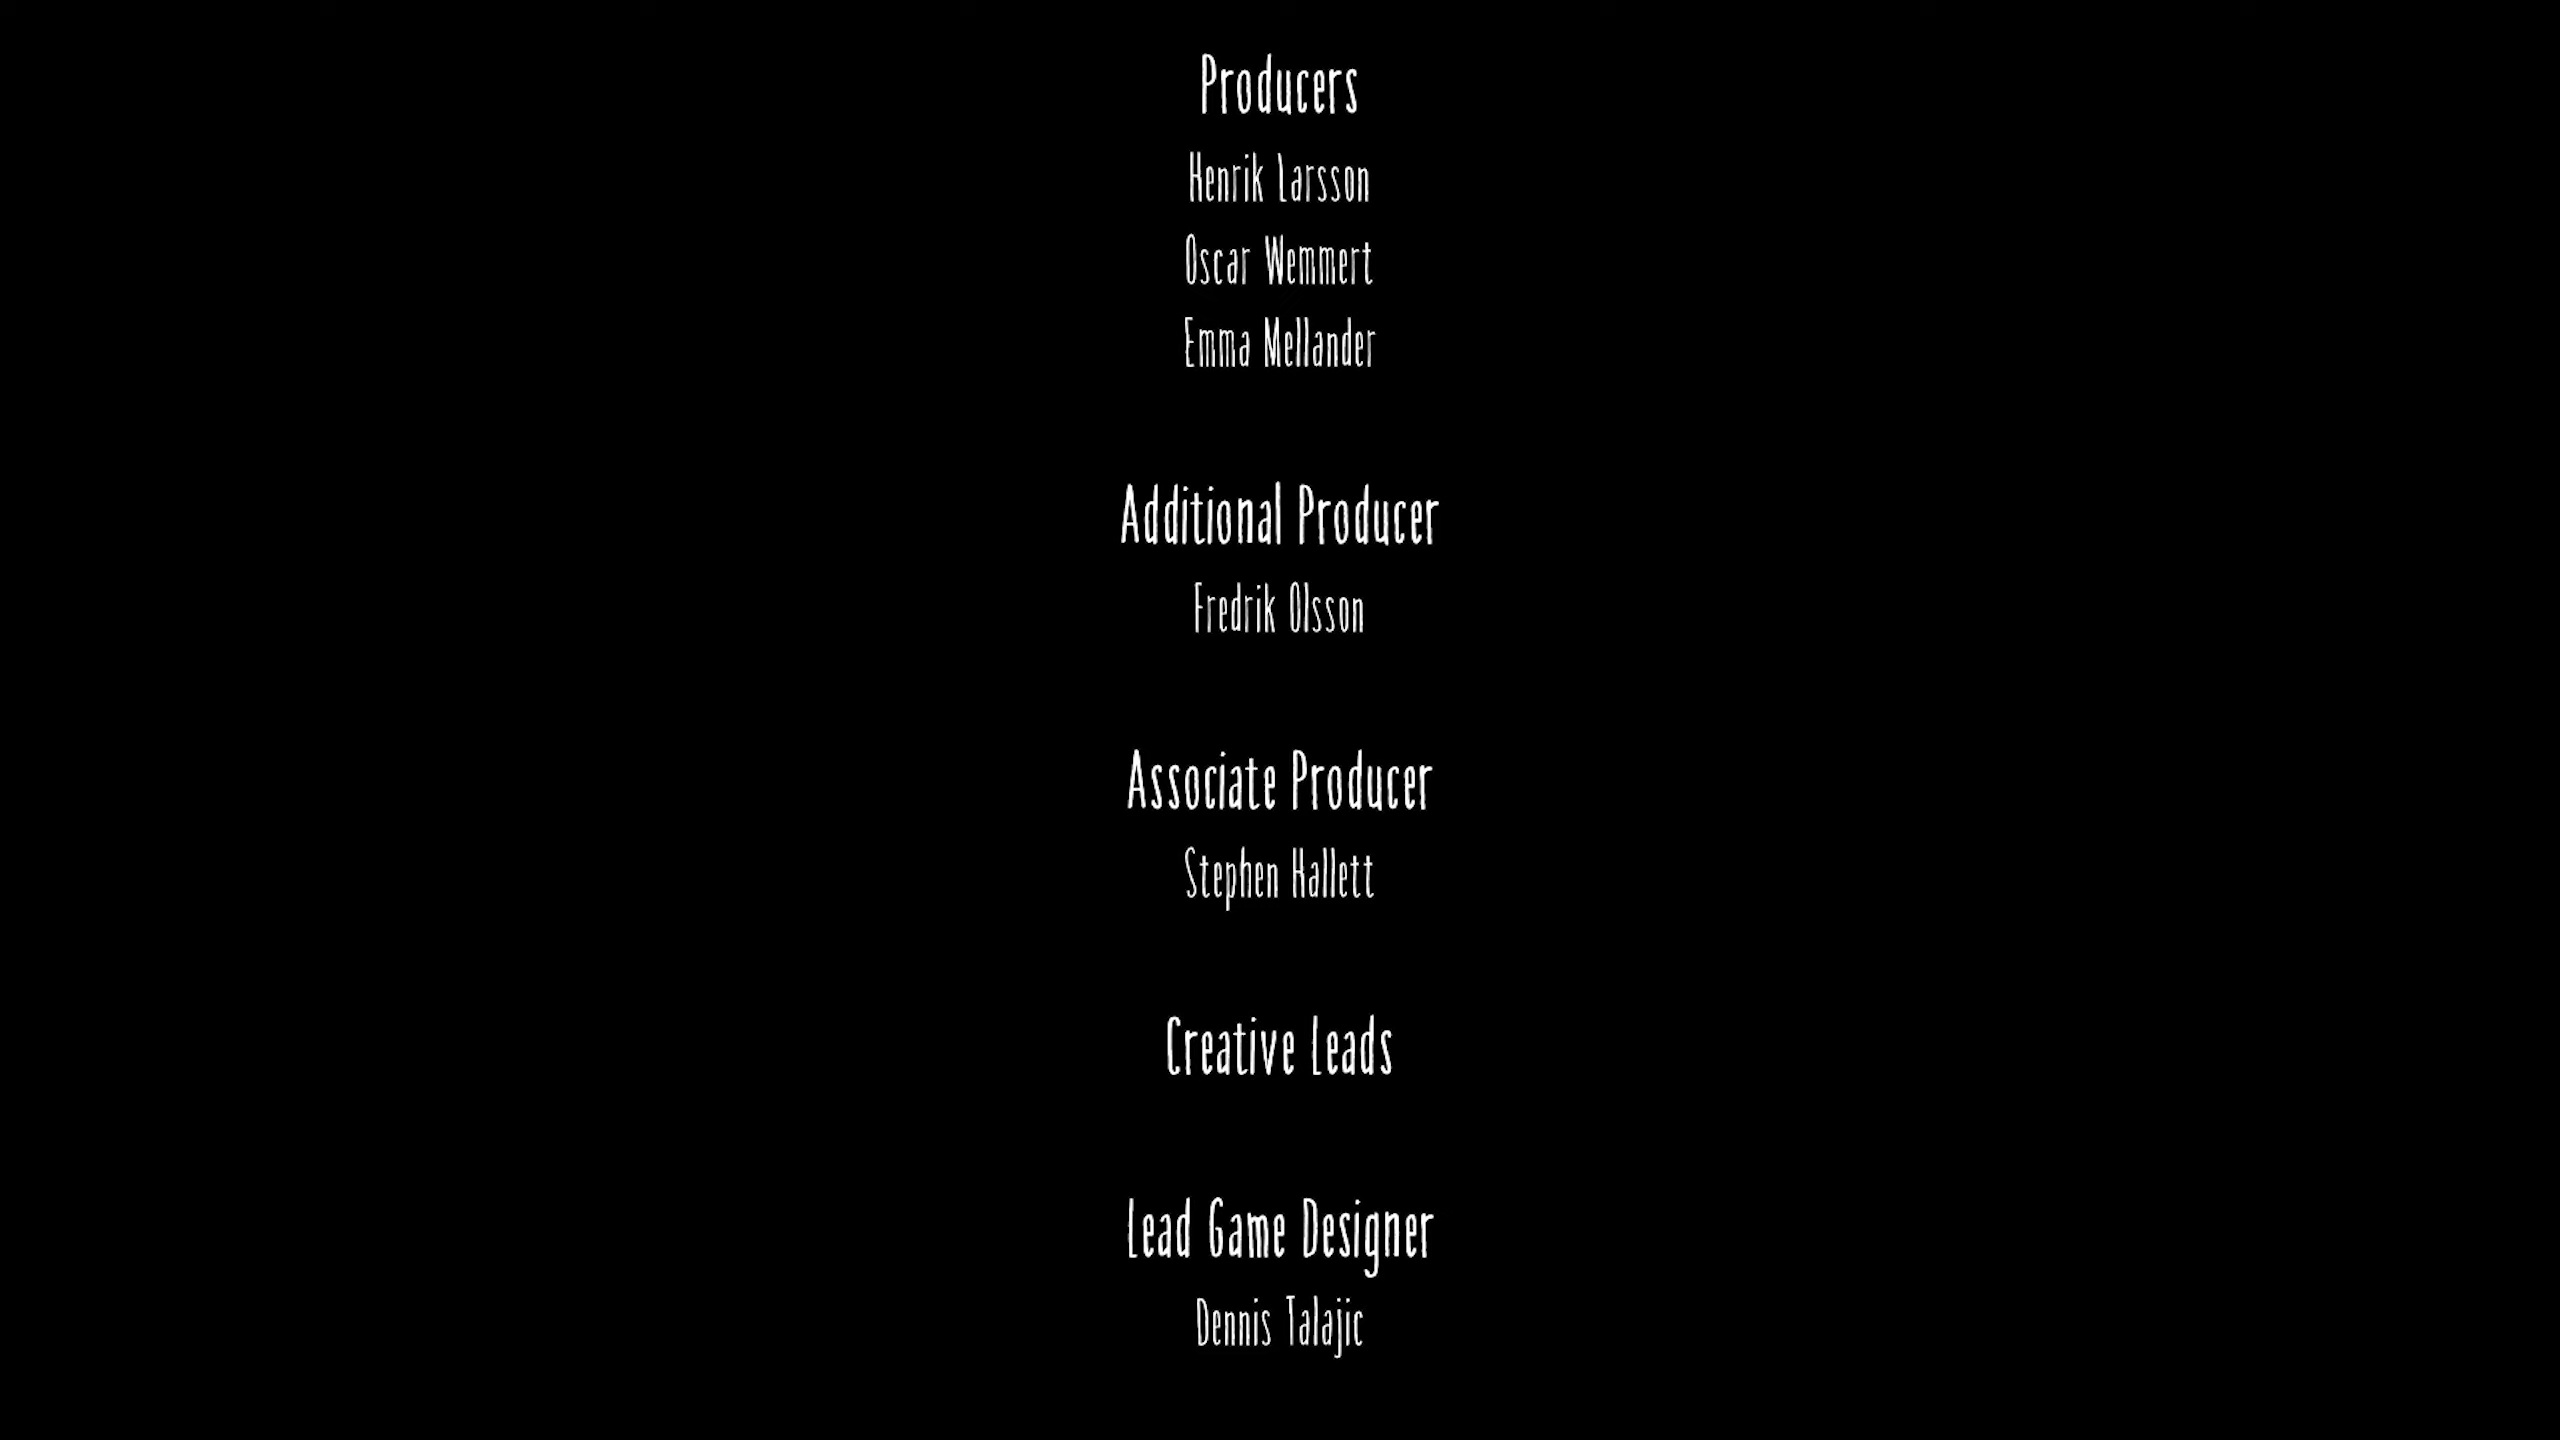 Producers
Henrik Larsson
Oscar Wemmert
Emma Mellander
Additional Producer
Fredrik Olsson
Associate Producer
Stephen Hallett
Creative Leads
Lead Game Designer
Dennis Talajic